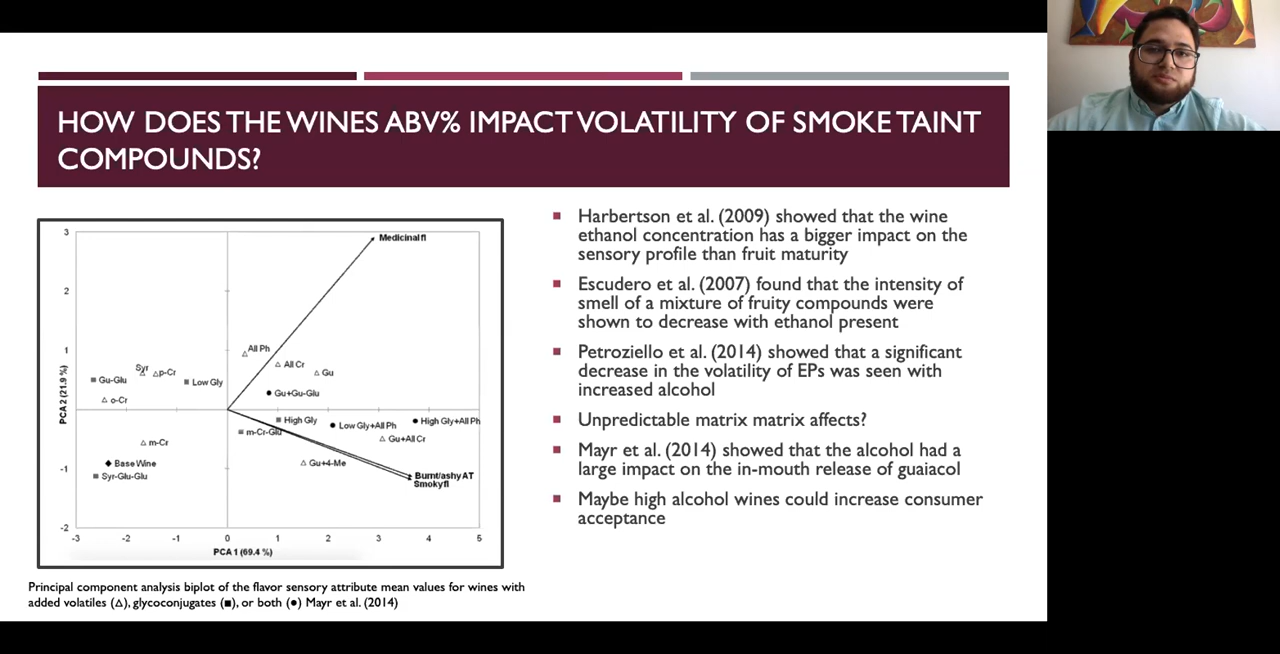 HOW DOES THE WINES ABV% IMPACT VOLATILITY OF SMOKE TAINT
COMPOUNDS?
3
2
1
-1
-2
-3
-2
-1
0
1
2
3
4
5
PCA 2 (21.9 %)
PCA 1 (69.4 %)
Medicinal fl
All Ph
All Cr
Gu
Syr
p-Cr
Gu-Glu
Low Gly
o-Cr
Gu+Gu-Glu
High Gly
m-Cr-Glu
Low Gly+All Ph
High Gly+All Ph
Gu+All Cr
m-Cr
Gu+4-Me
Base Wine
Syr-Glu-Glu
Burnt/ashy AT
Smoky fl
Principal component analysis biplot of the flavor sensory attribute mean values for wines with
added volatiles (△), glycoconjugates (■), or both (●) Mayr et al. (2014)
■ Harbertson et al. (2009) showed that the wine
ethanol concentration has a bigger impact on the
sensory profile than fruit maturity
■ Escudero et al. (2007) found that the intensity of
smell of a mixture of fruity compounds were
shown to decrease with ethanol present
■ Petroziello et al. (2014) showed that a significant
decrease in the volatility of EPs was seen with
increased alcohol
■ Unpredictable matrix matrix affects?
■ Mayr et al. (2014) showed that the alcohol had a
large impact on the in-mouth release of guaiacol
■ Maybe high alcohol wines could increase consumer
acceptance